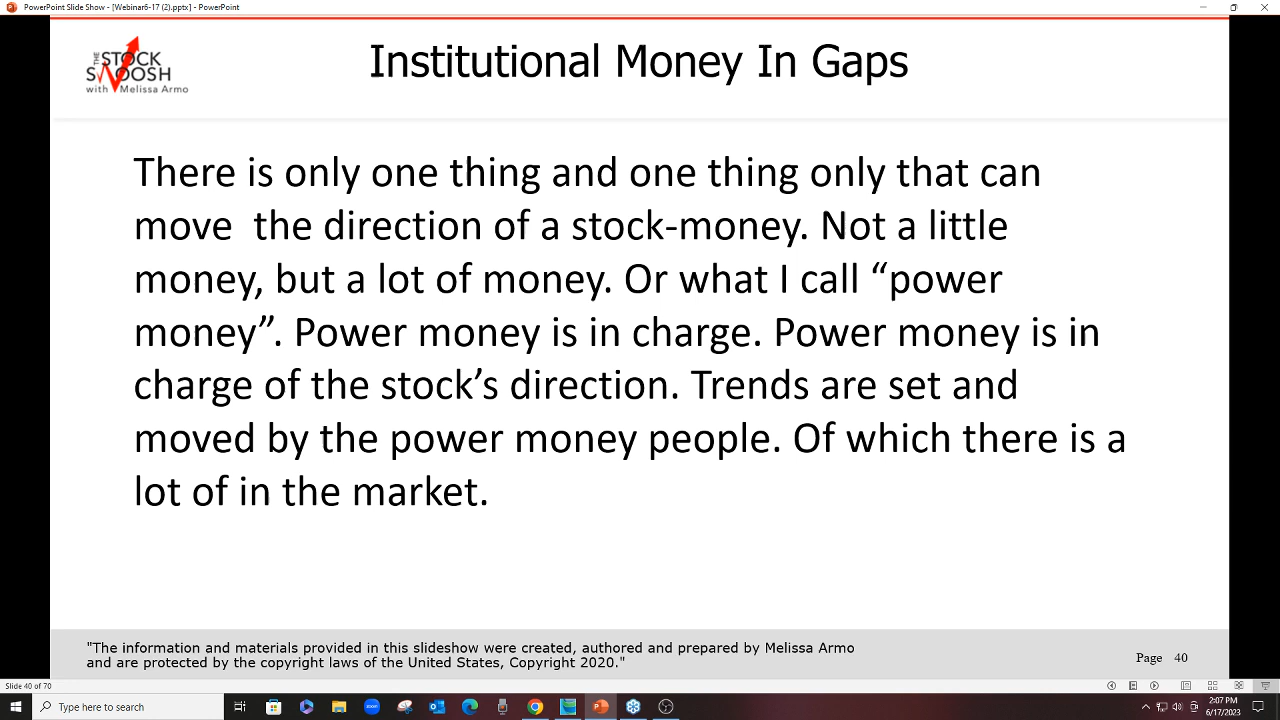 PowerPoint Slide Show - [Webinar6-17 (2).pptx] - PowerPoint
THE
STOCK
SWOOSH
with Melissa Armo
Institutional Money In Gaps
There is only one thing and one thing only that can
move  the direction of a stock-money. Not a little
money, but a lot of money. Or what I call “power
money”. Power money is in charge. Power money is in
charge of the stock’s direction. Trends are set and
moved by the power money people. Of which there is a
lot of in the market.
"The information and materials provided in this slideshow were created, authored and prepared by Melissa Armo
and are protected by the copyright laws of the United States, Copyright 2020."
Page 40
Slide 40 of 70
Type here to search
2:07 PM
6/17/2023